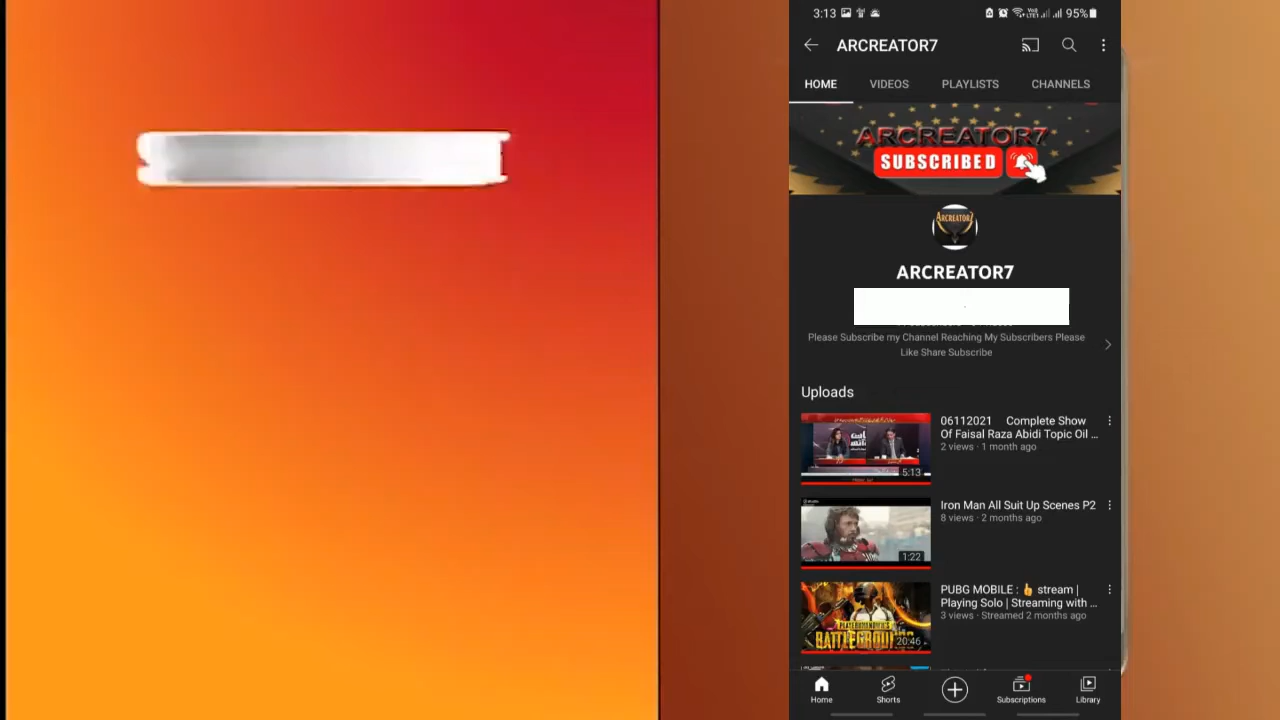 3:13
95%
ARCREATOR7
HOME
VIDEOS
PLAYLISTS
CHANNELS
ARCREATOR7
SUBSCRIBED
ARCREATOR7
ARCREATOR7
Please Subscribe my Channel Reaching My Subscribers Please
Like Share Subscribe
Uploads
5:13
06112021 Complete Show
Of Faisal Raza Abidi Topic Oil ...
2 views · 1 month ago
1:22
Iron Man All Suit Up Scenes P2
8 views · 2 months ago
BATTLEGROU
20:46
PUBG MOBILE : 👍 stream |
Playing Solo | Streaming with ...
3 views · Streamed 2 months ago
Home
Shorts
Subscriptions
Library